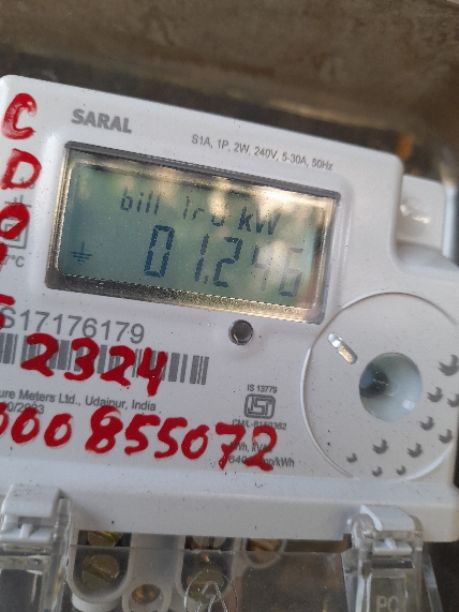 SARAL
S1A, 1P, 2W, 240V, 5-30A, 50Hz
C
D
bill kW
01.246
S17176179
2324
ure Meters Ltd., Udaipur, India
IS 13779
000855072